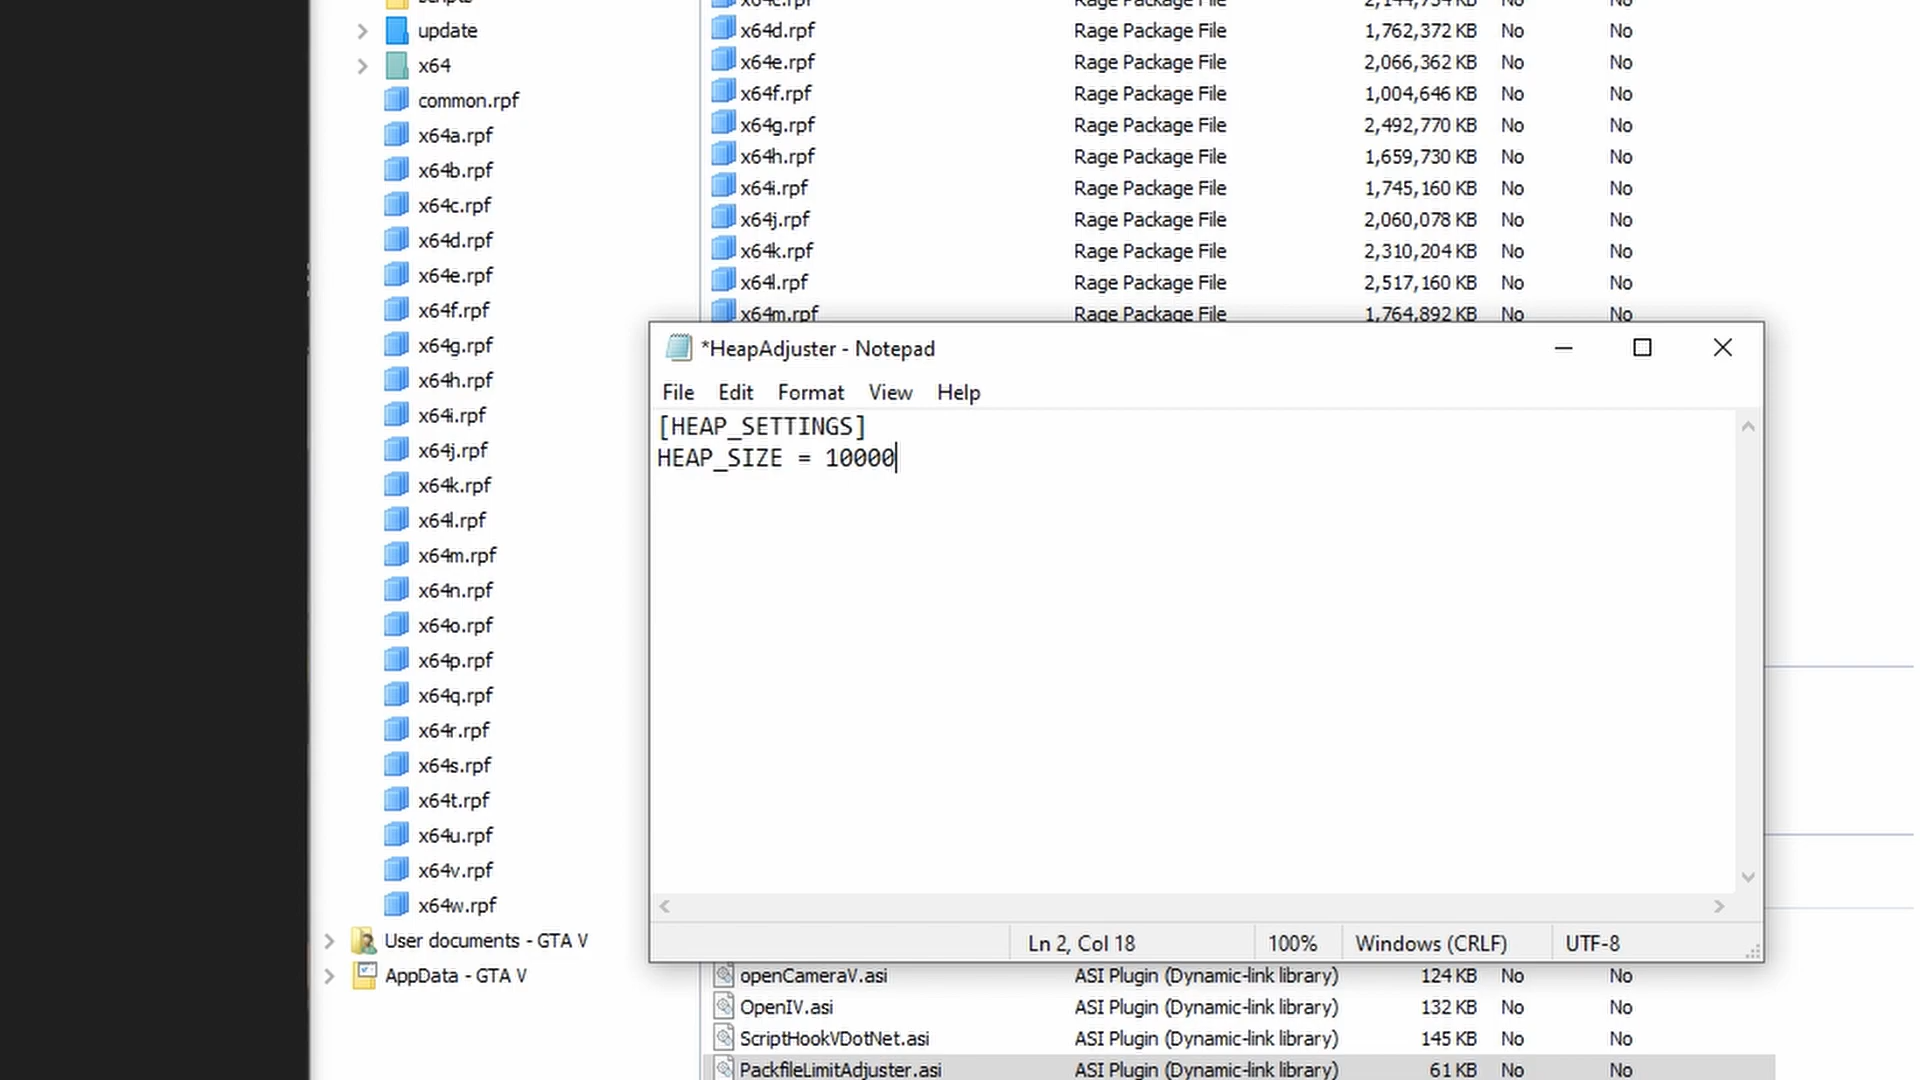 scripts
update
x64
common.rpf
x64a.rpf
x64b.rpf
x64c.rpf
x64d.rpf
x64e.rpf
x64f.rpf
x64g.rpf
x64h.rpf
x64i.rpf
x64j.rpf
x64k.rpf
x64l.rpf
x64m.rpf
x64n.rpf
x64o.rpf
x64p.rpf
x64q.rpf
x64r.rpf
x64s.rpf
x64t.rpf
x64u.rpf
x64v.rpf
x64w.rpf
User documents - GTA V
AppData - GTA V
x64c.rpf Rage Package File 2,144,754 KB No No
x64d.rpf Rage Package File 1,762,372 KB No No
x64e.rpf Rage Package File 2,066,362 KB No No
x64f.rpf Rage Package File 1,004,646 KB No No
x64g.rpf Rage Package File 2,492,770 KB No No
x64h.rpf Rage Package File 1,659,730 KB No No
x64i.rpf Rage Package File 1,745,160 KB No No
x64j.rpf Rage Package File 2,060,078 KB No No
x64k.rpf Rage Package File 2,310,204 KB No No
x64l.rpf Rage Package File 2,517,160 KB No No
x64m.rpf Rage Package File 1,764,892 KB No No
*HeapAdjuster - Notepad
File Edit Format View Help
[HEAP_SETTINGS]
HEAP_SIZE = 10000
Ln 2, Col 18 100% Windows (CRLF) UTF-8
openCameraV.asi ASI Plugin (Dynamic-link library) 124 KB No No
OpenIV.asi ASI Plugin (Dynamic-link library) 132 KB No No
ScriptHookVDotNet.asi ASI Plugin (Dynamic-link library) 145 KB No No
PackfileLimitAdjuster.asi ASI Plugin (Dynamic-link library) 61 KB No No